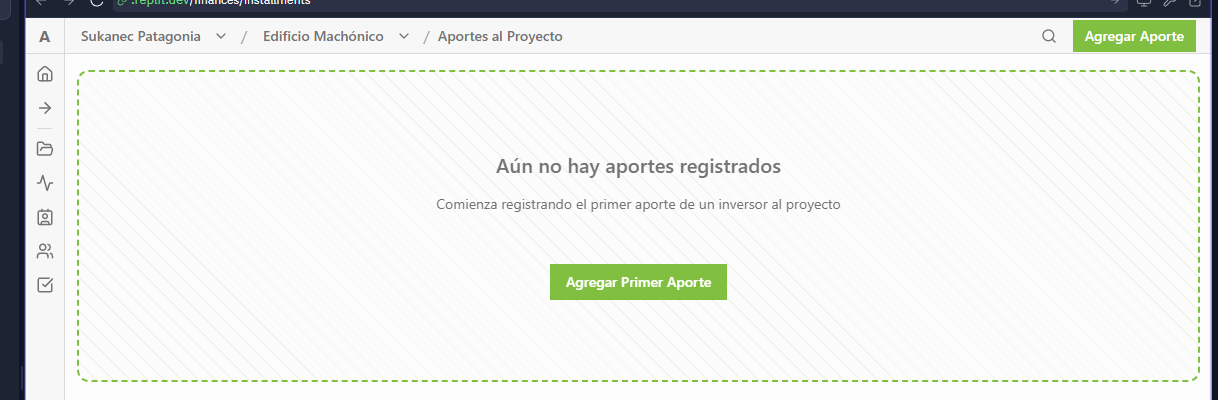 .replit.dev/finances/installments
A Sukanec Patagonia / Edificio Machónico / Aportes al Proyecto Agregar Aporte
Aún no hay aportes registrados
Comienza registrando el primer aporte de un inversor al proyecto
Agregar Primer Aporte